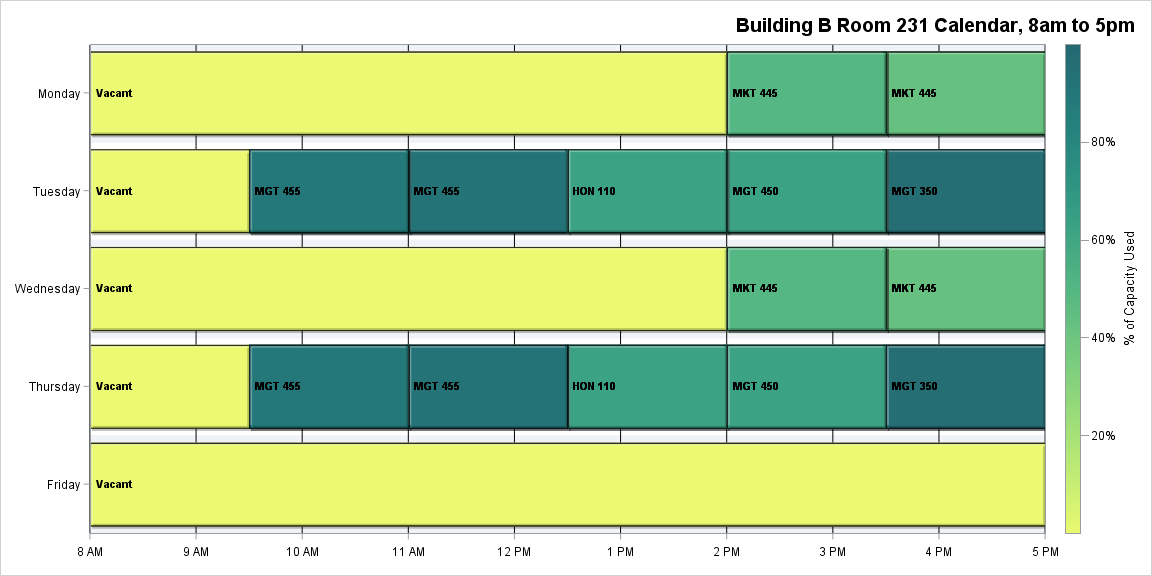 Building B Room 231 Calendar, 8am to 5pm
Monday
Vacant
MKT 445
MKT 445
Tuesday
Vacant
MGT 455
MGT 455
HON 110
MGT 450
MGT 350
Wednesday
Vacant
MKT 445
MKT 445
Thursday
Vacant
MGT 455
MGT 455
HON 110
MGT 450
MGT 350
Friday
Vacant
8 AM
9 AM
10 AM
11 AM
12 PM
1 PM
2 PM
3 PM
4 PM
5 PM
80%
60%
40%
20%
% of Capacity Used